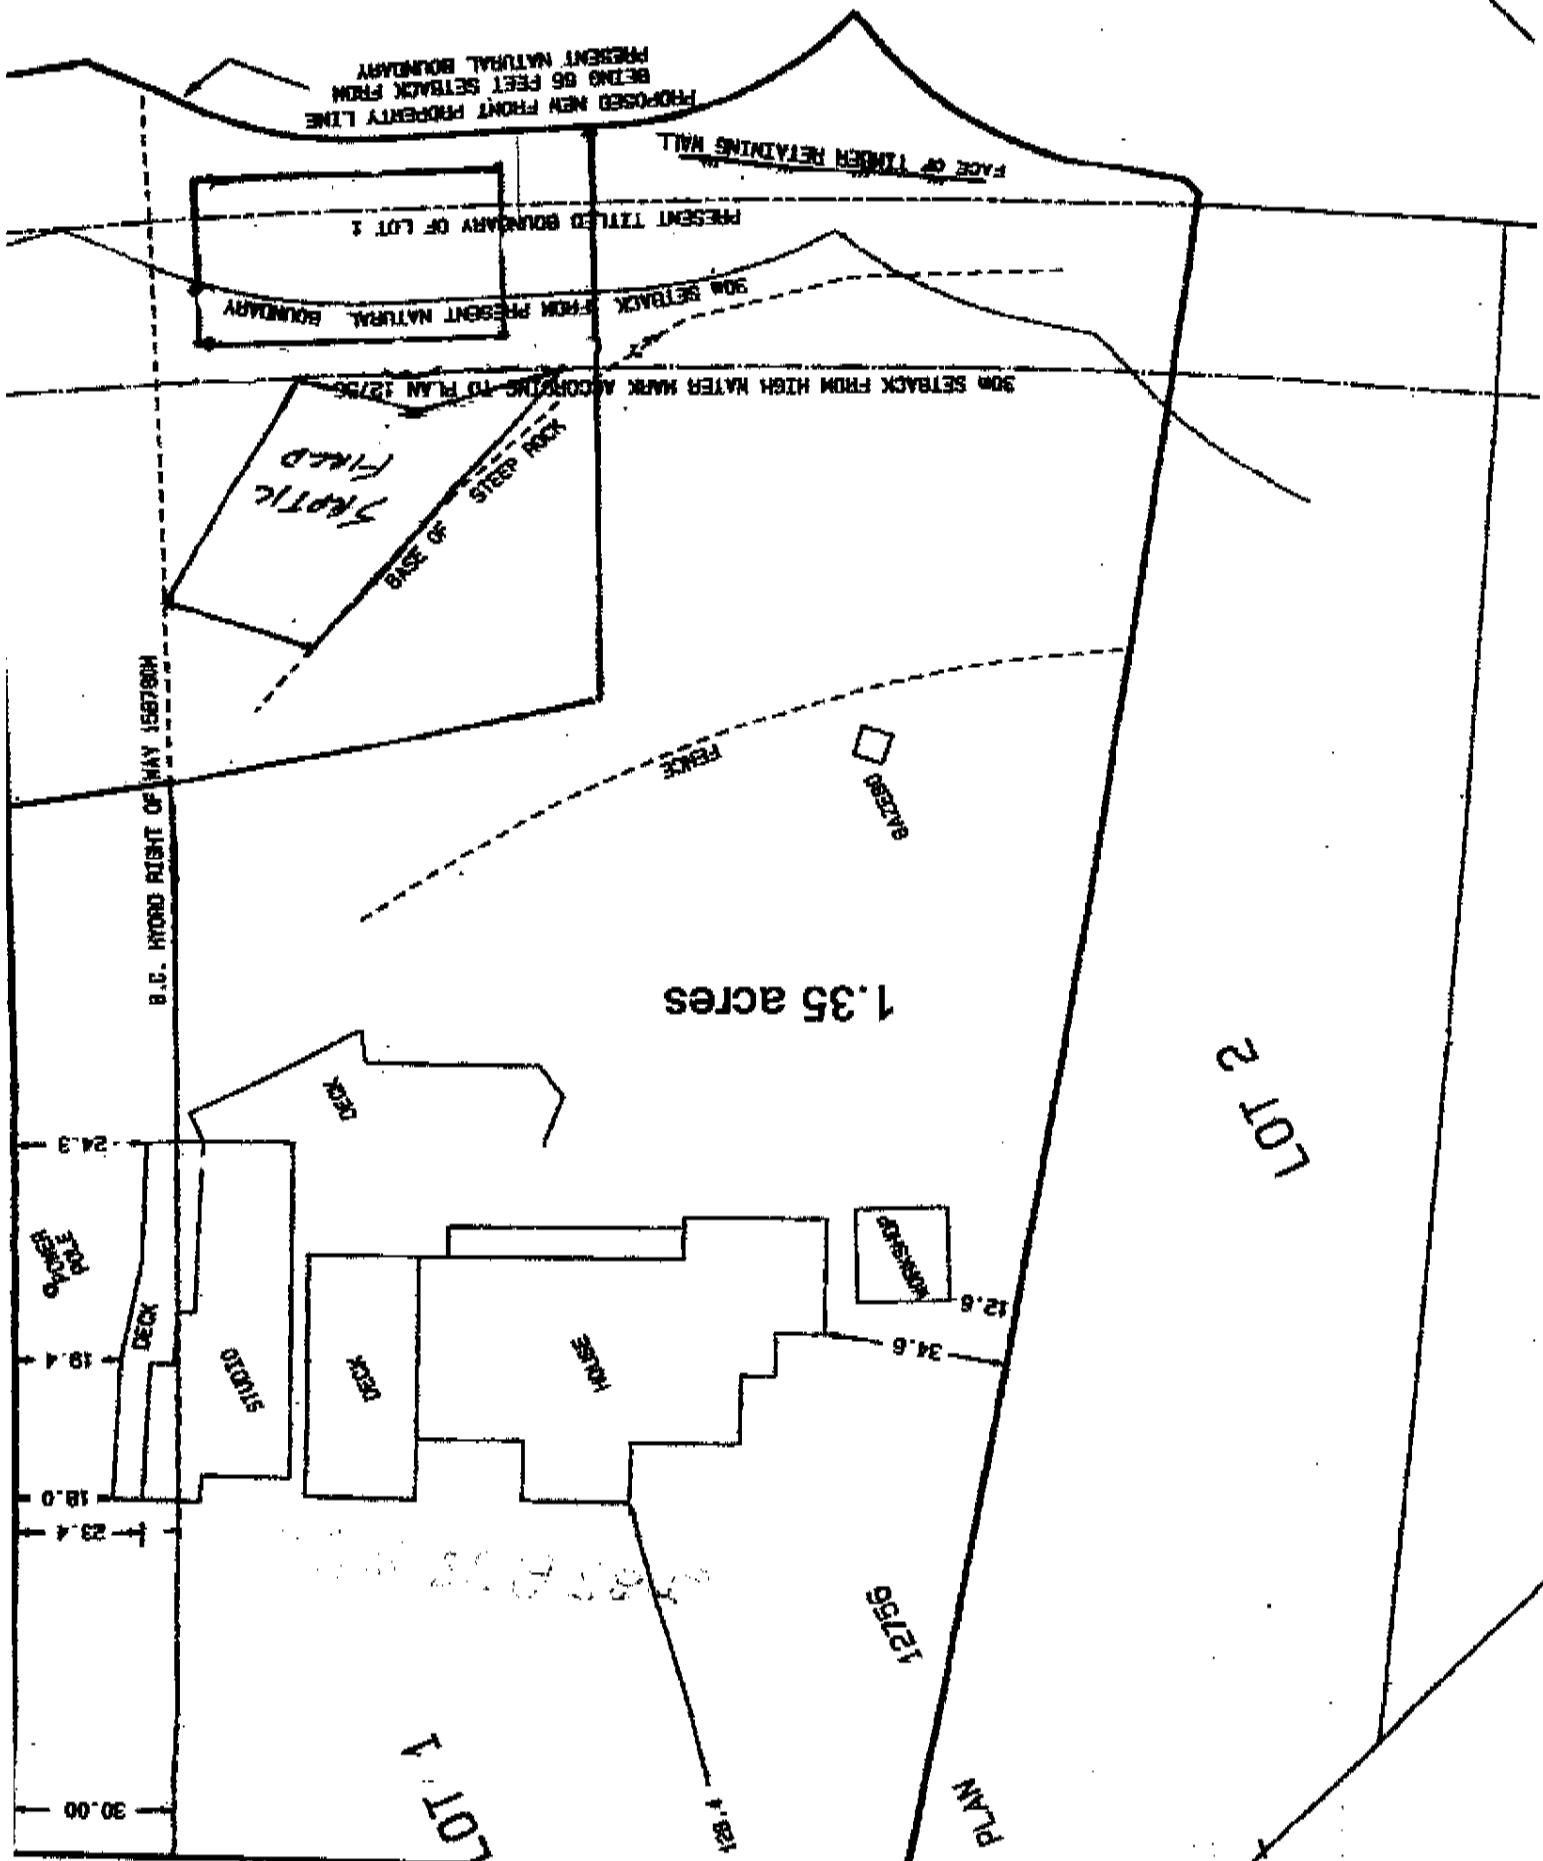 PROPOSED NEW FRONT PROPERTY LINE
BEING 66 FEET SETBACK FROM
PRESENT NATURAL BOUNDARY
FACE OF TIMBER RETAINING WALL
PRESENT TITLED BOUNDARY OF LOT 1
30m SETBACK FROM PRESENT NATURAL BOUNDARY
30m SETBACK FROM HIGH WATER MARK ACCORDING TO PLAN 12756
SEPTIC
FIELD
BASE OF STEEP ROCK
B.C. HYDRO RIGHT OF WAY 158780M
FENCE
GAZEBO
1.35 acres
LOT 2
DECK
24.3
POWER
POLE
DECK
19.4
STUDIO
DECK
HOUSE
WORKSHOP
12.6
34.6
18.0
23.4
12756
PLAN
LOT 1
30.00